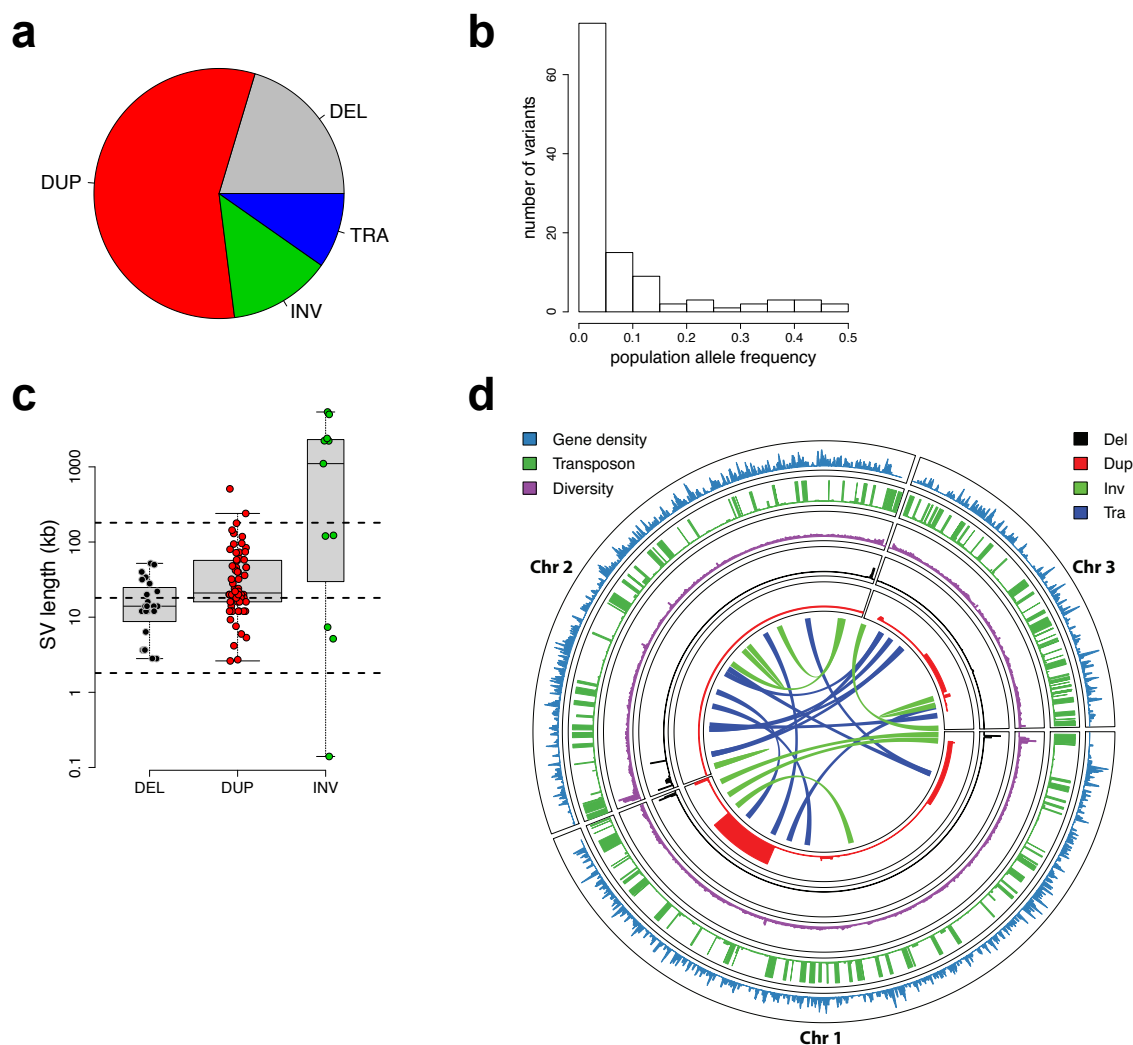 a
DEL
DUP
TRA
INV
b
number of variants
0
20
40
60
0.0 0.1 0.2 0.3 0.4 0.5
population allele frequency
c
SV length (kb)
1000
100
10
1
0.1
DEL DUP INV
d
Gene density
Transposon
Diversity
Del
Dup
Inv
Tra
Chr 2
Chr 3
Chr 1